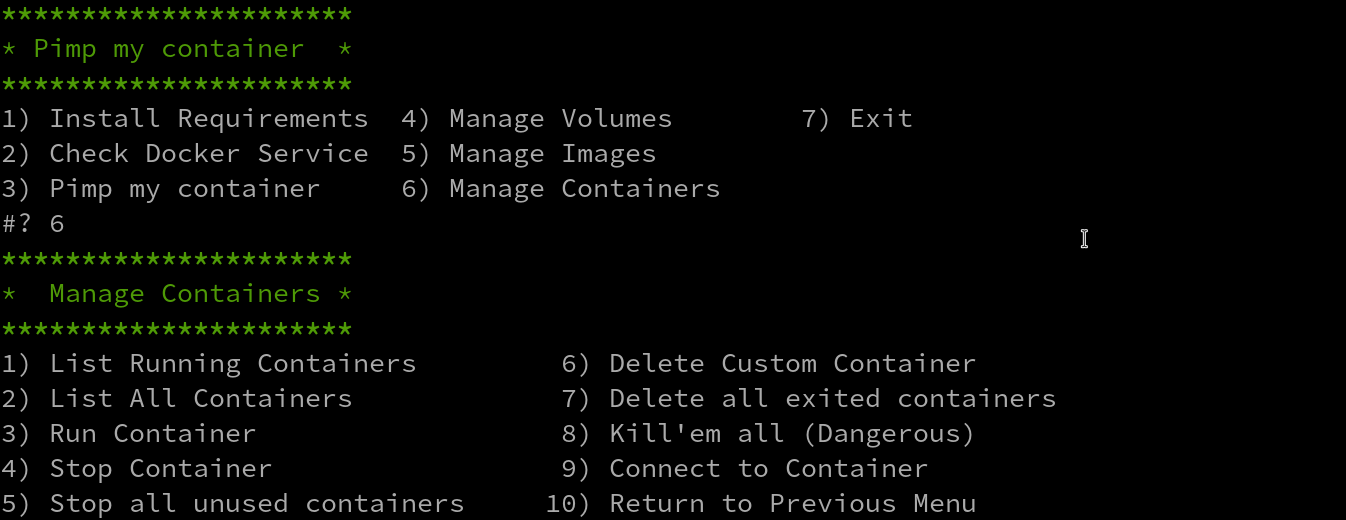 **********************
* Pimp my container  *
**********************
1) Install Requirements  4) Manage Volumes        7) Exit
2) Check Docker Service  5) Manage Images
3) Pimp my container     6) Manage Containers
#? 6
**********************
*  Manage Containers *
**********************
1) List Running Containers         6) Delete Custom Container
2) List All Containers             7) Delete all exited containers
3) Run Container                   8) Kill'em all (Dangerous)
4) Stop Container                  9) Connect to Container
5) Stop all unused containers     10) Return to Previous Menu